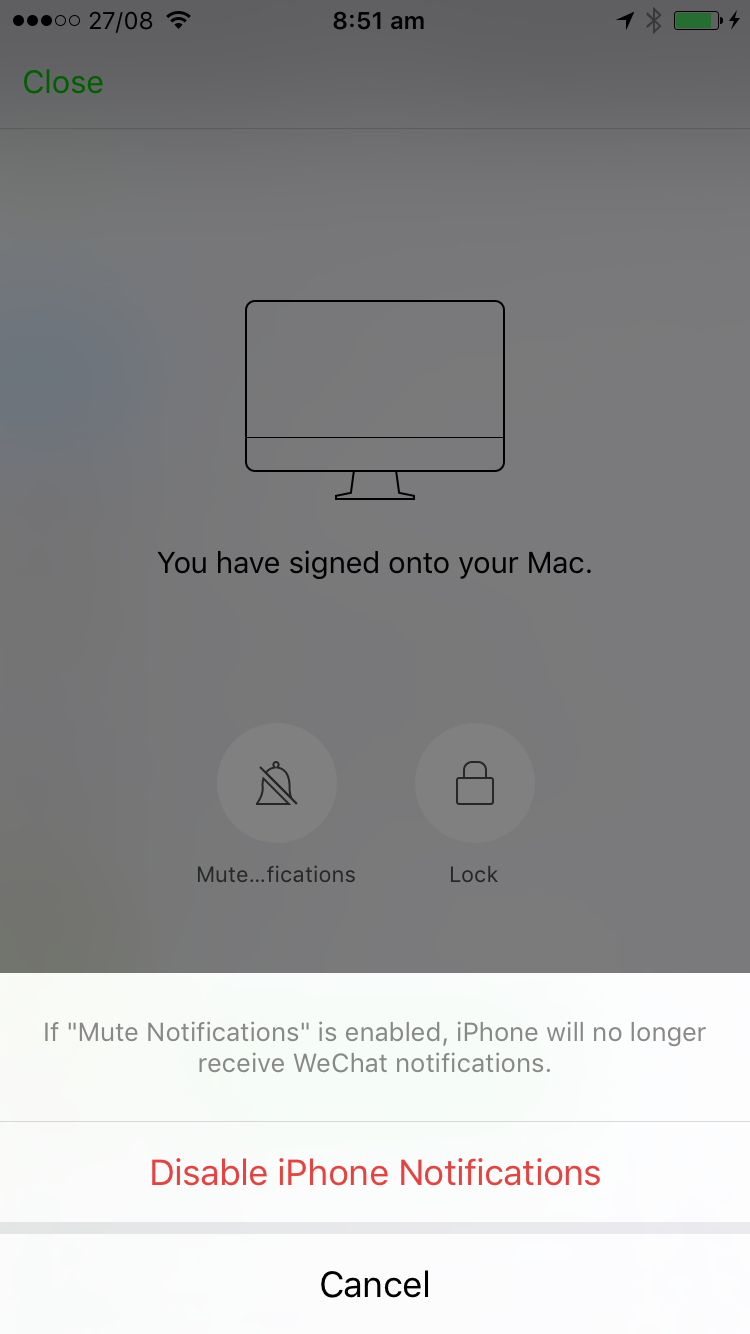 27/08
8:51 am
Close
You have signed onto your Mac.
Mute...fications
Lock
If "Mute Notifications" is enabled, iPhone will no longer
receive WeChat notifications.
Disable iPhone Notifications
Cancel